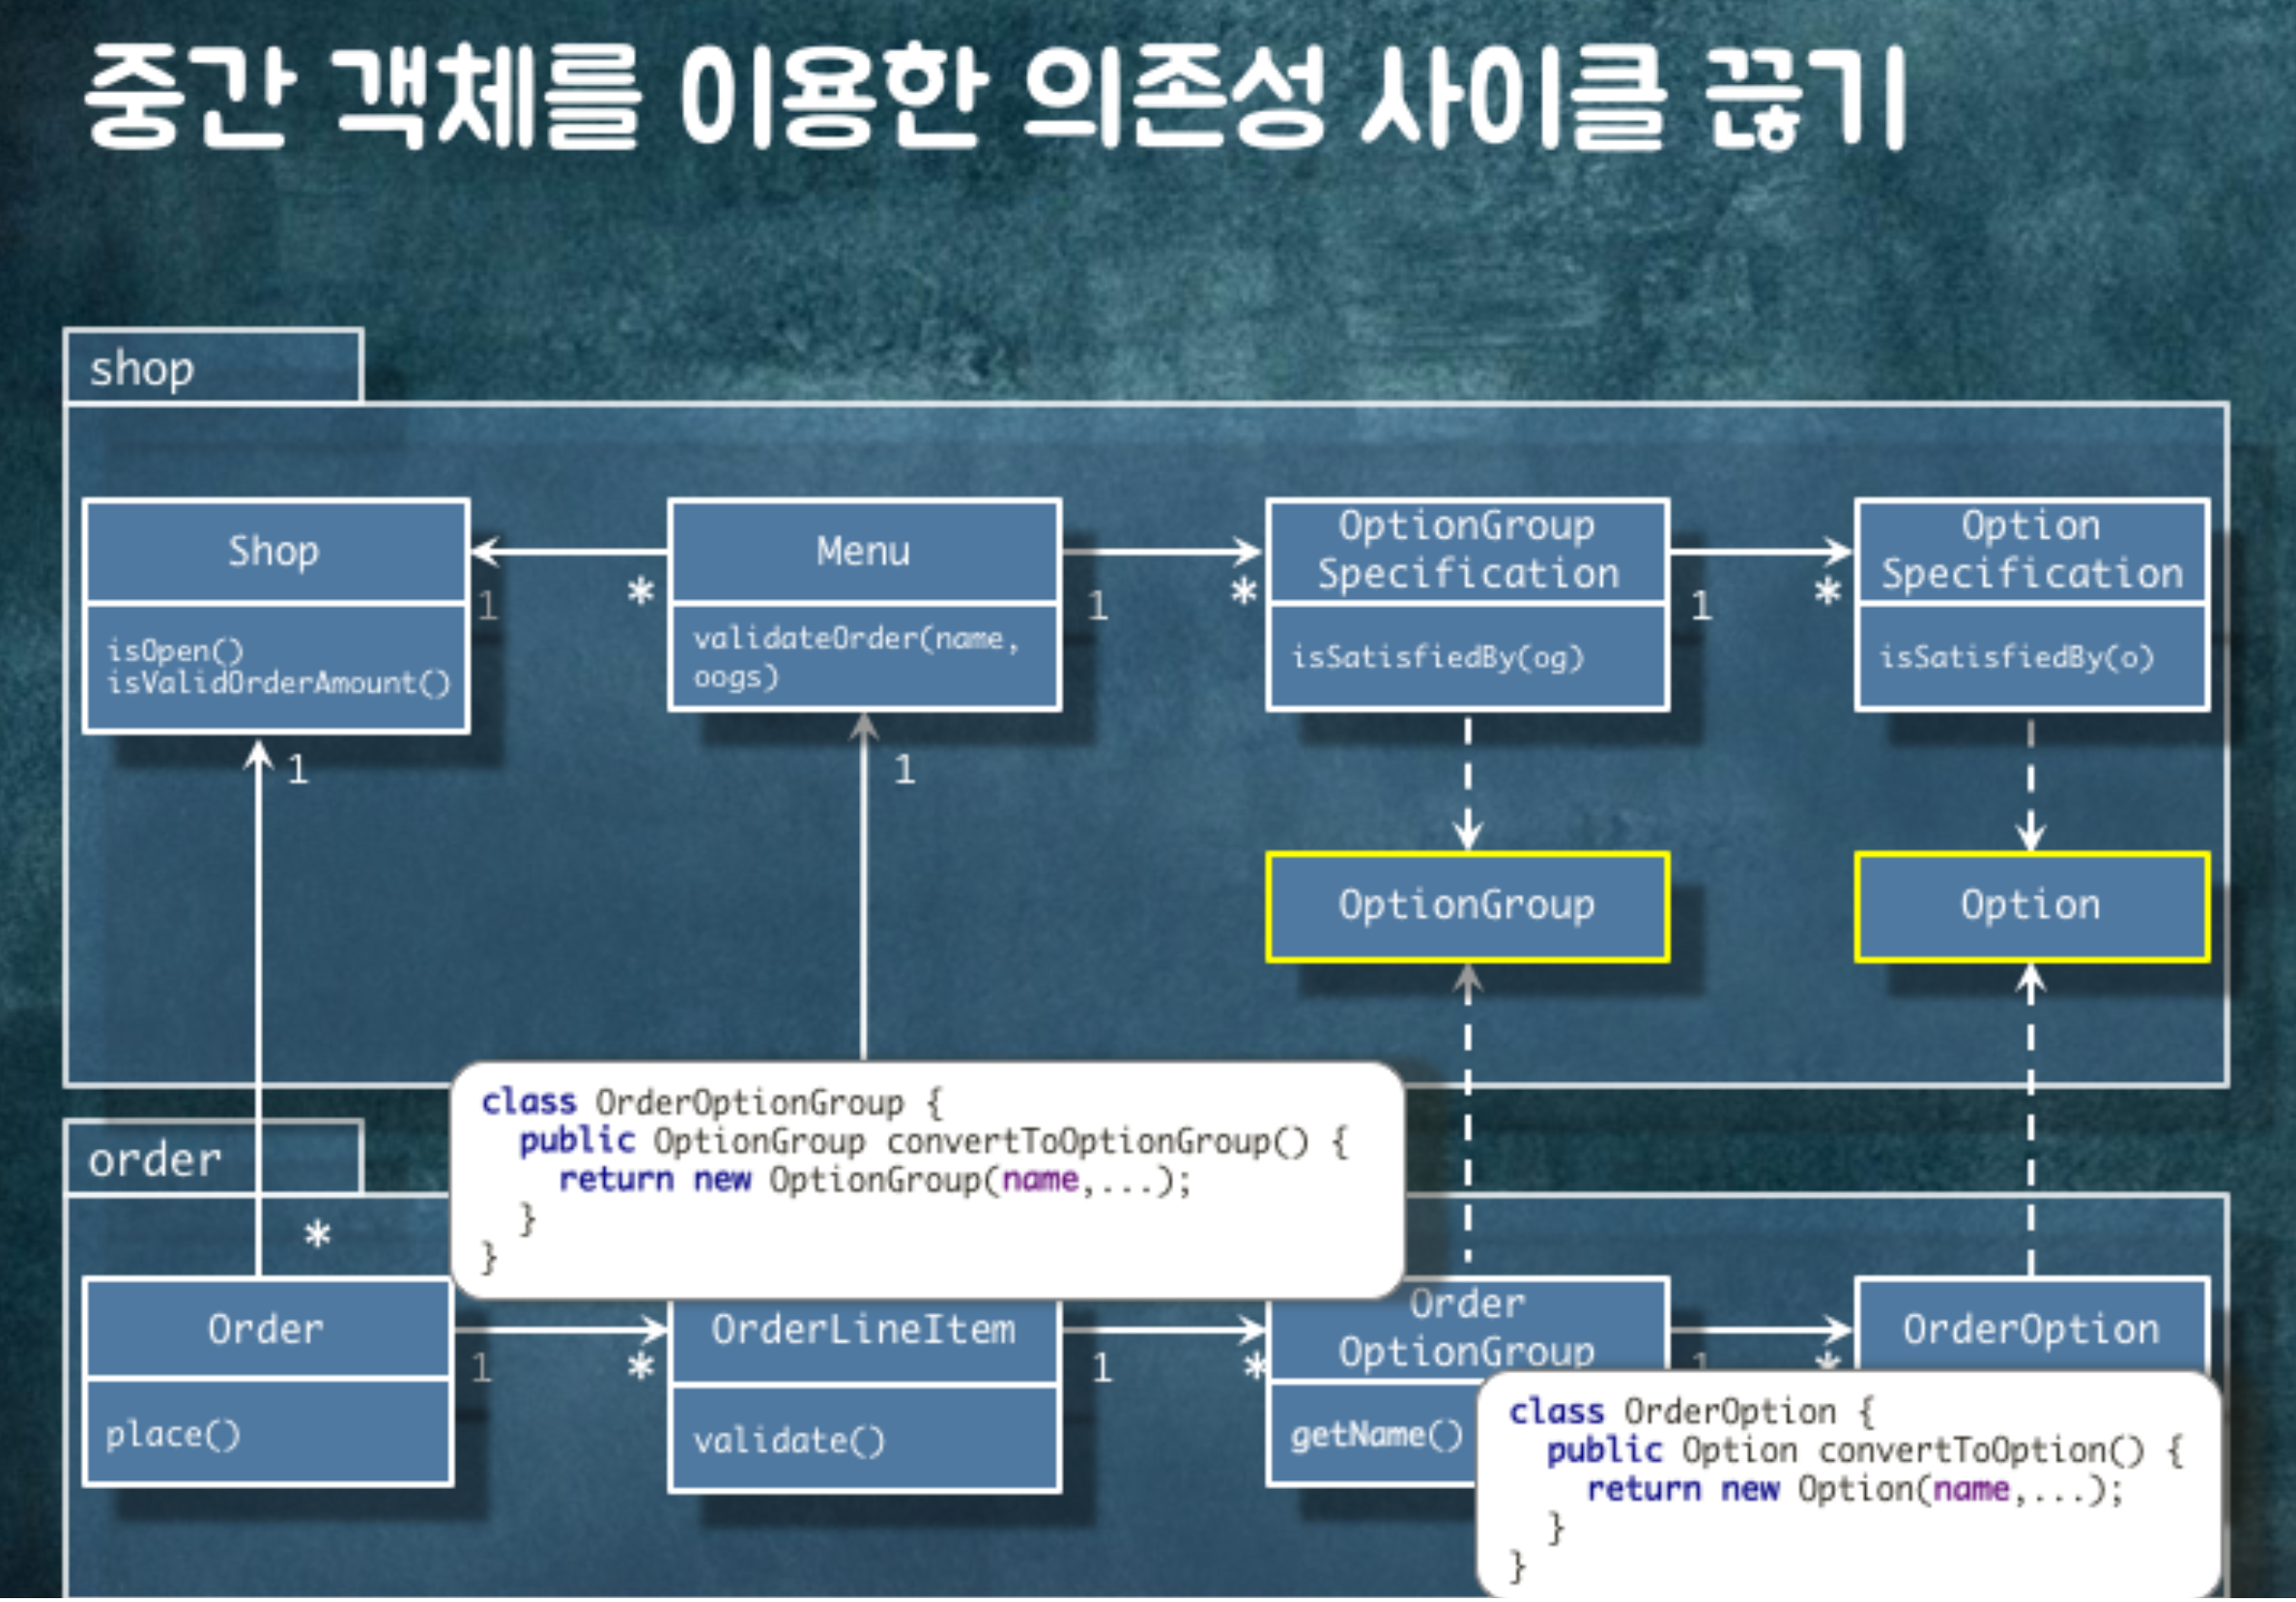 중간 객체를 이용한 의존성 사이클 끊기
shop
Shop
isOpen()
isValidOrderAmount()
1
*
Menu
validateOrder(name,
oogs)
1
*
OptionGroup
Specification
isSatisfiedBy(og)
1
*
Option
Specification
isSatisfiedBy(o)
1
1
OptionGroup
Option
class OrderOptionGroup {
public OptionGroup convertToOptionGroup() {
return new OptionGroup(name,...);
}
}
order
*
Order
place()
1
*
OrderLineItem
validate()
1
*
Order
OptionGroup
getName()
1
*
OrderOption
class OrderOption {
public Option convertToOption() {
return new Option(name,...);
}
}